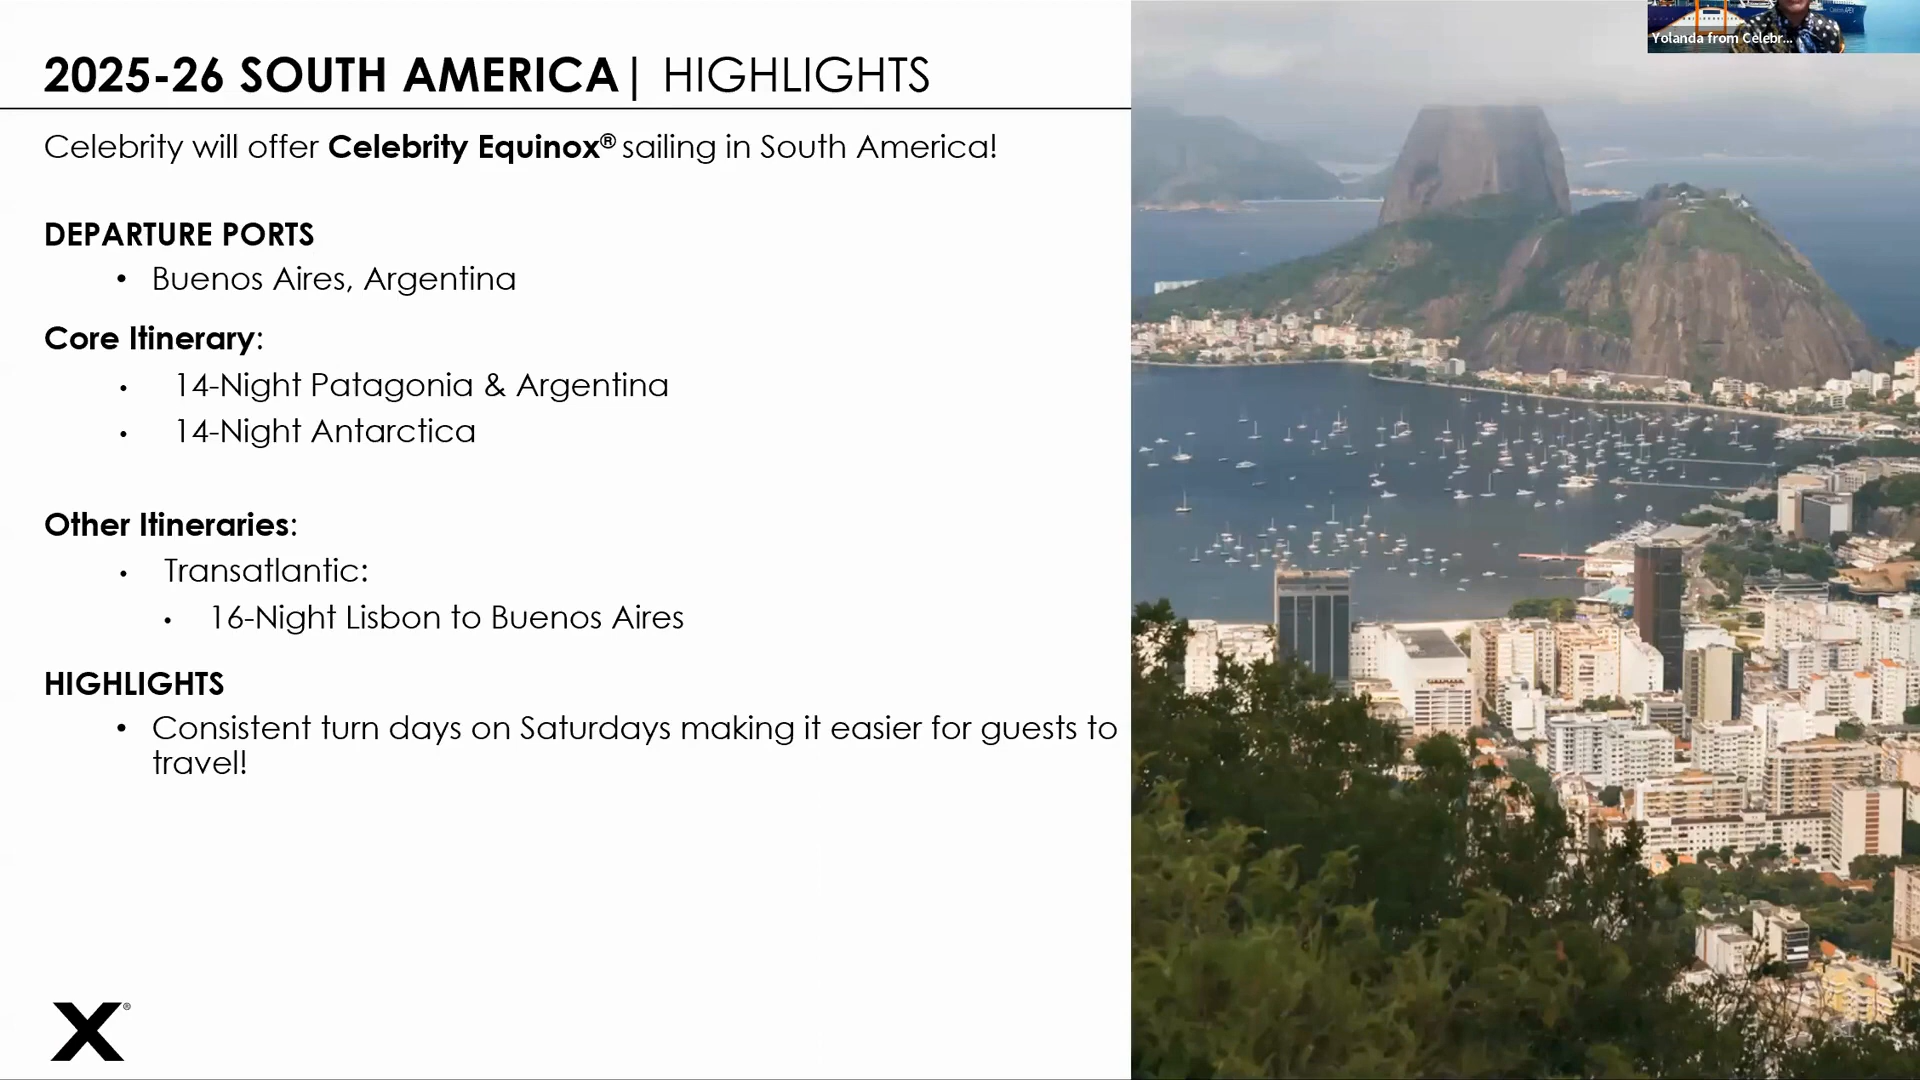 Yolanda from Celebr...
2025-26 SOUTH AMERICA| HIGHLIGHTS
Celebrity will offer Celebrity Equinox® sailing in South America!
DEPARTURE PORTS
• Buenos Aires, Argentina
Core Itinerary:
• 14-Night Patagonia & Argentina
• 14-Night Antarctica
Other Itineraries:
• Transatlantic:
• 16-Night Lisbon to Buenos Aires
HIGHLIGHTS
• Consistent turn days on Saturdays making it easier for guests to
travel!
X®